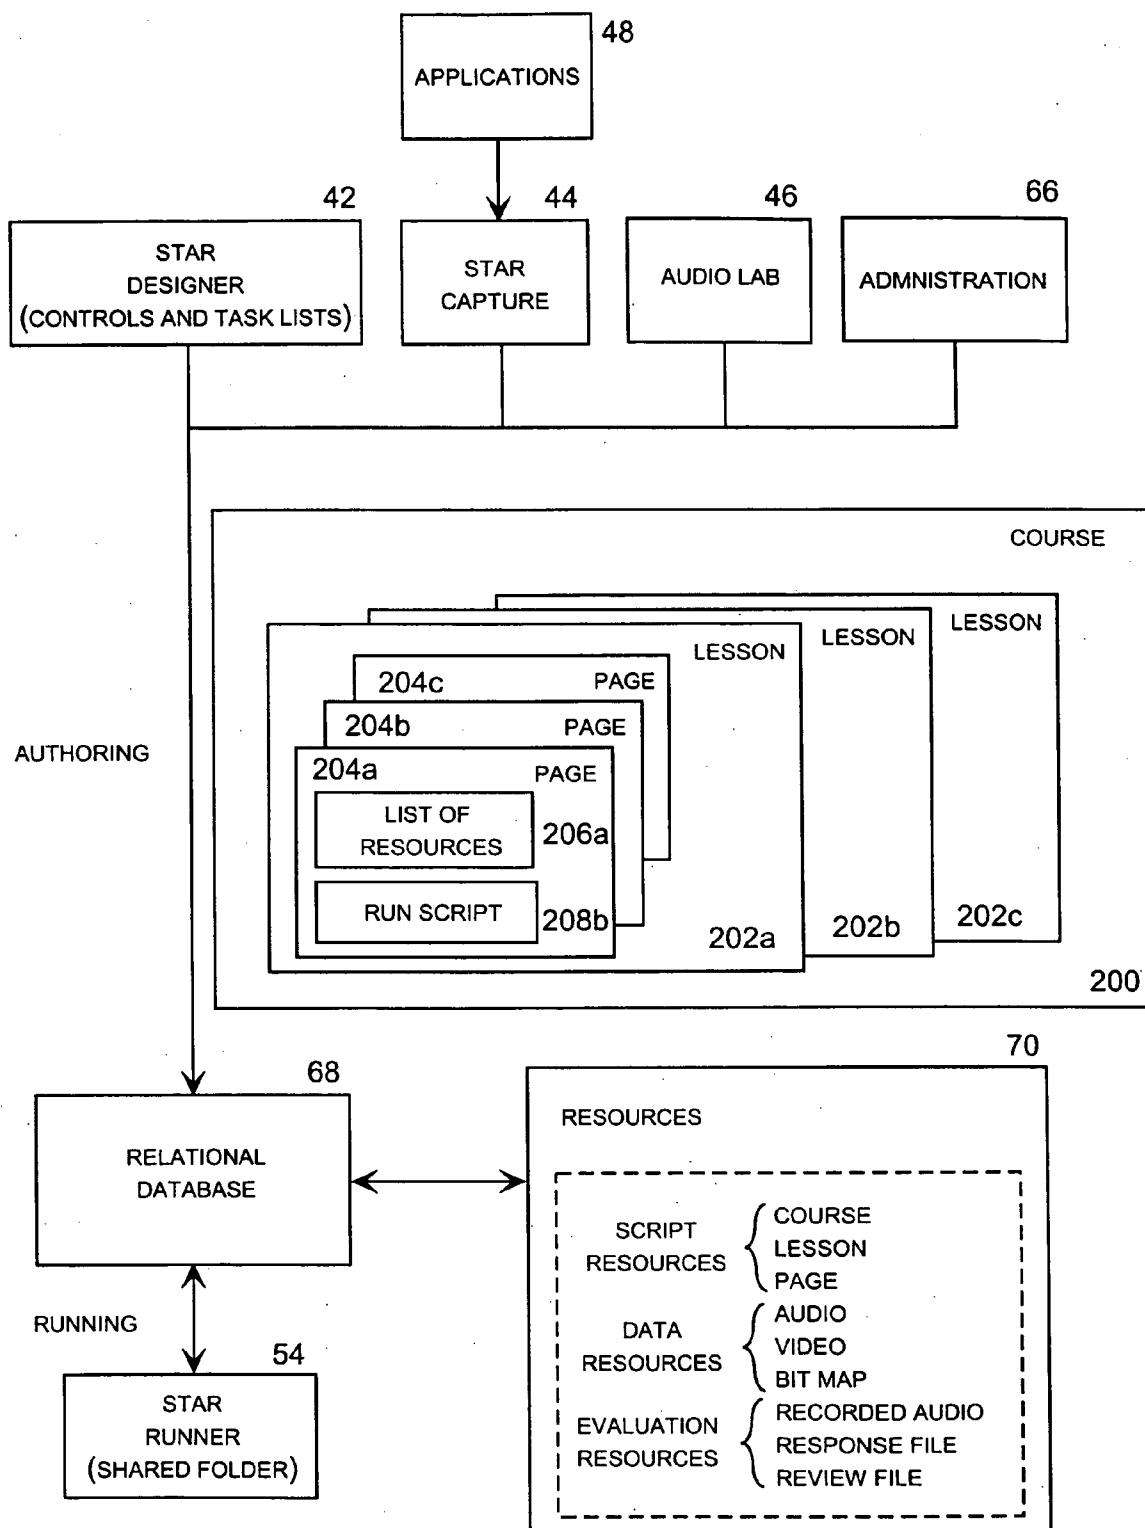 48
APPLICATIONS
42
44
46
66
STAR
DESIGNER
(CONTROLS AND TASK LISTS)
STAR
CAPTURE
AUDIO LAB
ADMNISTRATION
COURSE
LESSON
LESSON
LESSON
204c
PAGE
204b
PAGE
204a
PAGE
LIST OF
RESOURCES
206a
RUN SCRIPT
208b
202a
202b
202c
200
AUTHORING
68
RELATIONAL
DATABASE
70
RESOURCES
SCRIPT
RESOURCES
COURSE
LESSON
PAGE
DATA
RESOURCES
AUDIO
VIDEO
BIT MAP
EVALUATION
RESOURCES
RECORDED AUDIO
RESPONSE FILE
REVIEW FILE
RUNNING
54
STAR
RUNNER
(SHARED FOLDER)